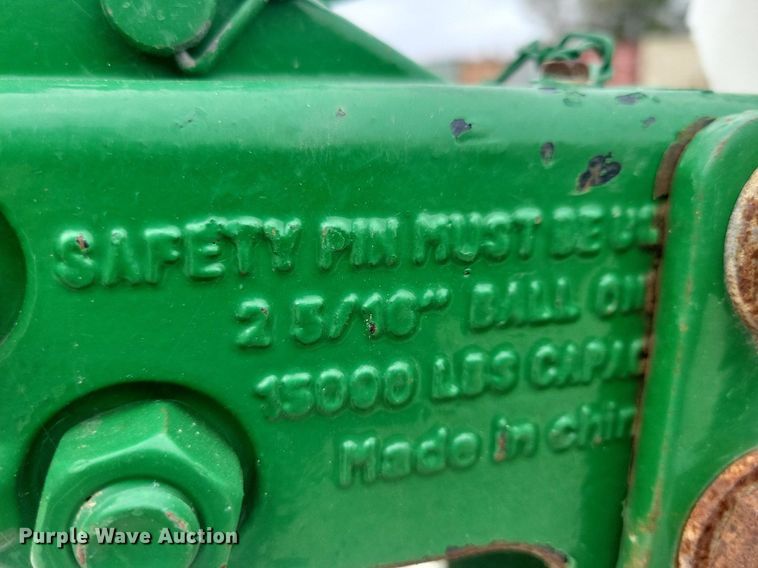 SAFETY PIN MUST BE US
2 5/16" BALL ON
15000 LBS CAPAC
Made in Chin
Purple Wave Auction